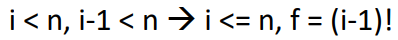 i < n, i-1 < n → i <= n, f = (i-1)!